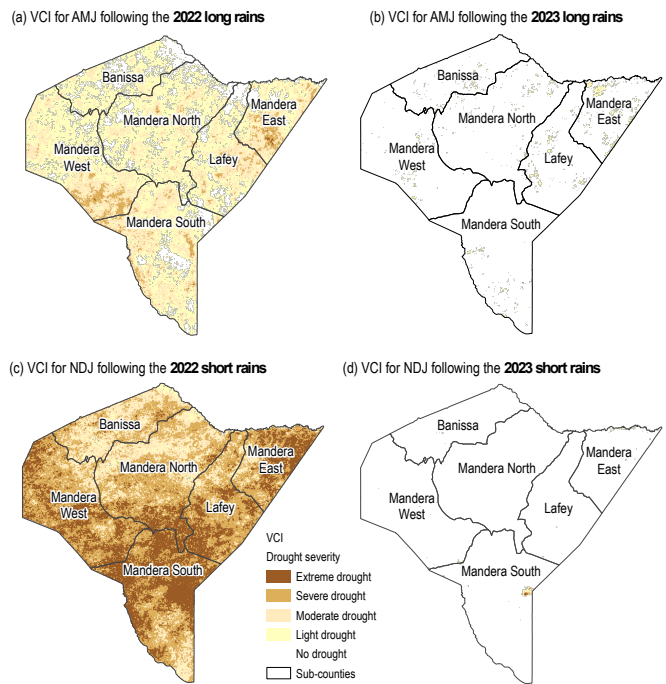 (a) VCI for AMJ following the 2022 long rains
Banissa
Mandera North
Mandera
East
Mandera
West
Lafey
Mandera South
(b) VCI for AMJ following the 2023 long rains
Banissa
Mandera North
Mandera
East
Mandera
West
Lafey
Mandera South
(c) VCI for NDJ following the 2022 short rains
Banissa
Mandera North
Mandera
East
Mandera
West
Lafey
Mandera South
VCI
Drought severity
Extreme drought
Severe drought
Moderate drought
Light drought
No drought
Sub-counties
(d) VCI for NDJ following the 2023 short rains
Banissa
Mandera North
Mandera
East
Mandera
West
Lafey
Mandera South